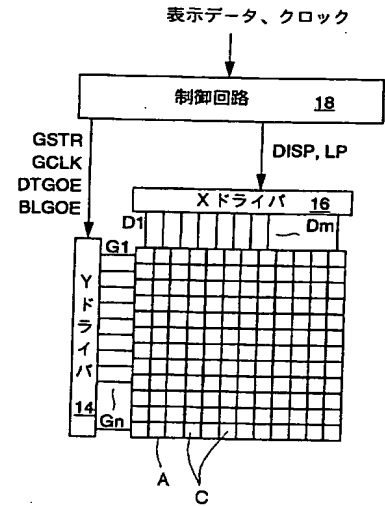 表示データ、クロック
制御回路 18
GSTR
GCLK
DTGOE
BLGOE
DISP, LP
Xドライバ 16
D1
Dm
G1
Yドライバ 14
Gn
A
C